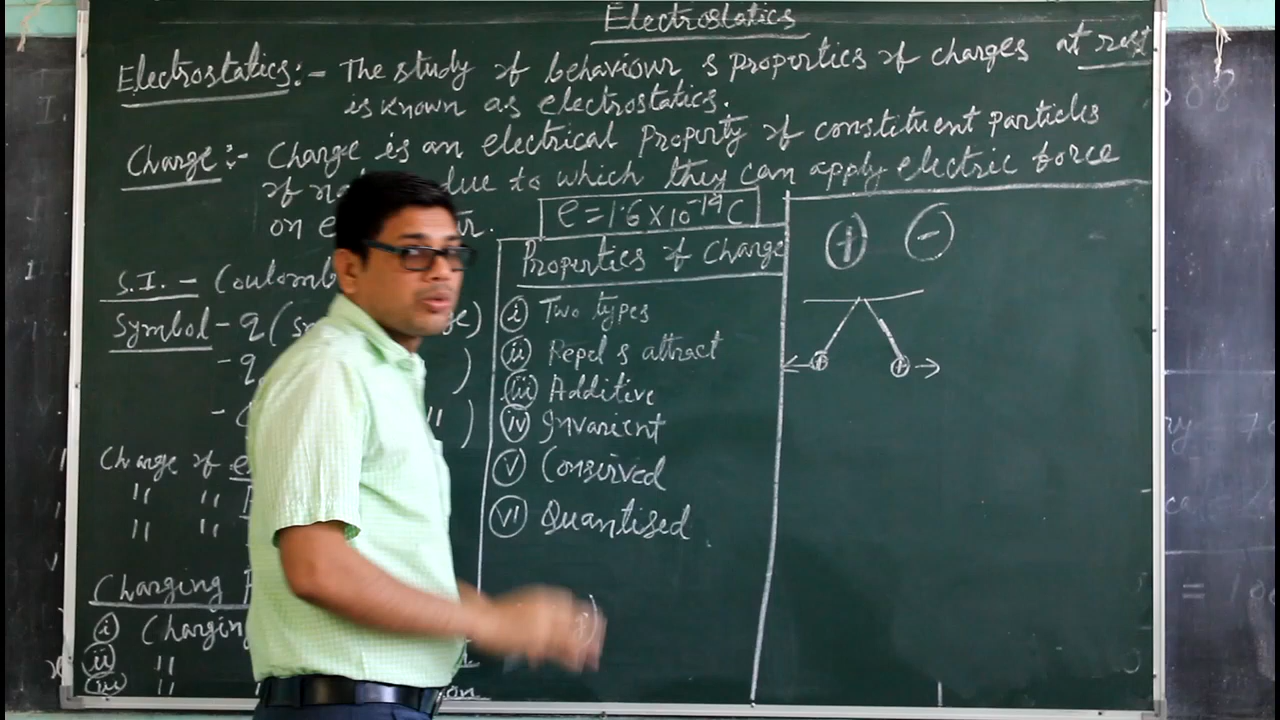 Electrostatics
Electrostatics:- The study of behaviour & properties of charges at rest
is known as electrostatics.
Charge:- Charge is an electrical Property of constituent particles
of due to which they can apply electric force
on
e = 1.6 x 10⁻¹⁹ C
S.I. - Coulomb
Symbol - q
- q
Charge of
" "
" "
Charging
(i) Charging
(ii) "
(iii) "
Properties of Charge
(i) Two types
(ii) Repel & attract
(iii) Additive
(iv) Invarient
(v) Conserved
(vi) Quantised
+ -
+ +